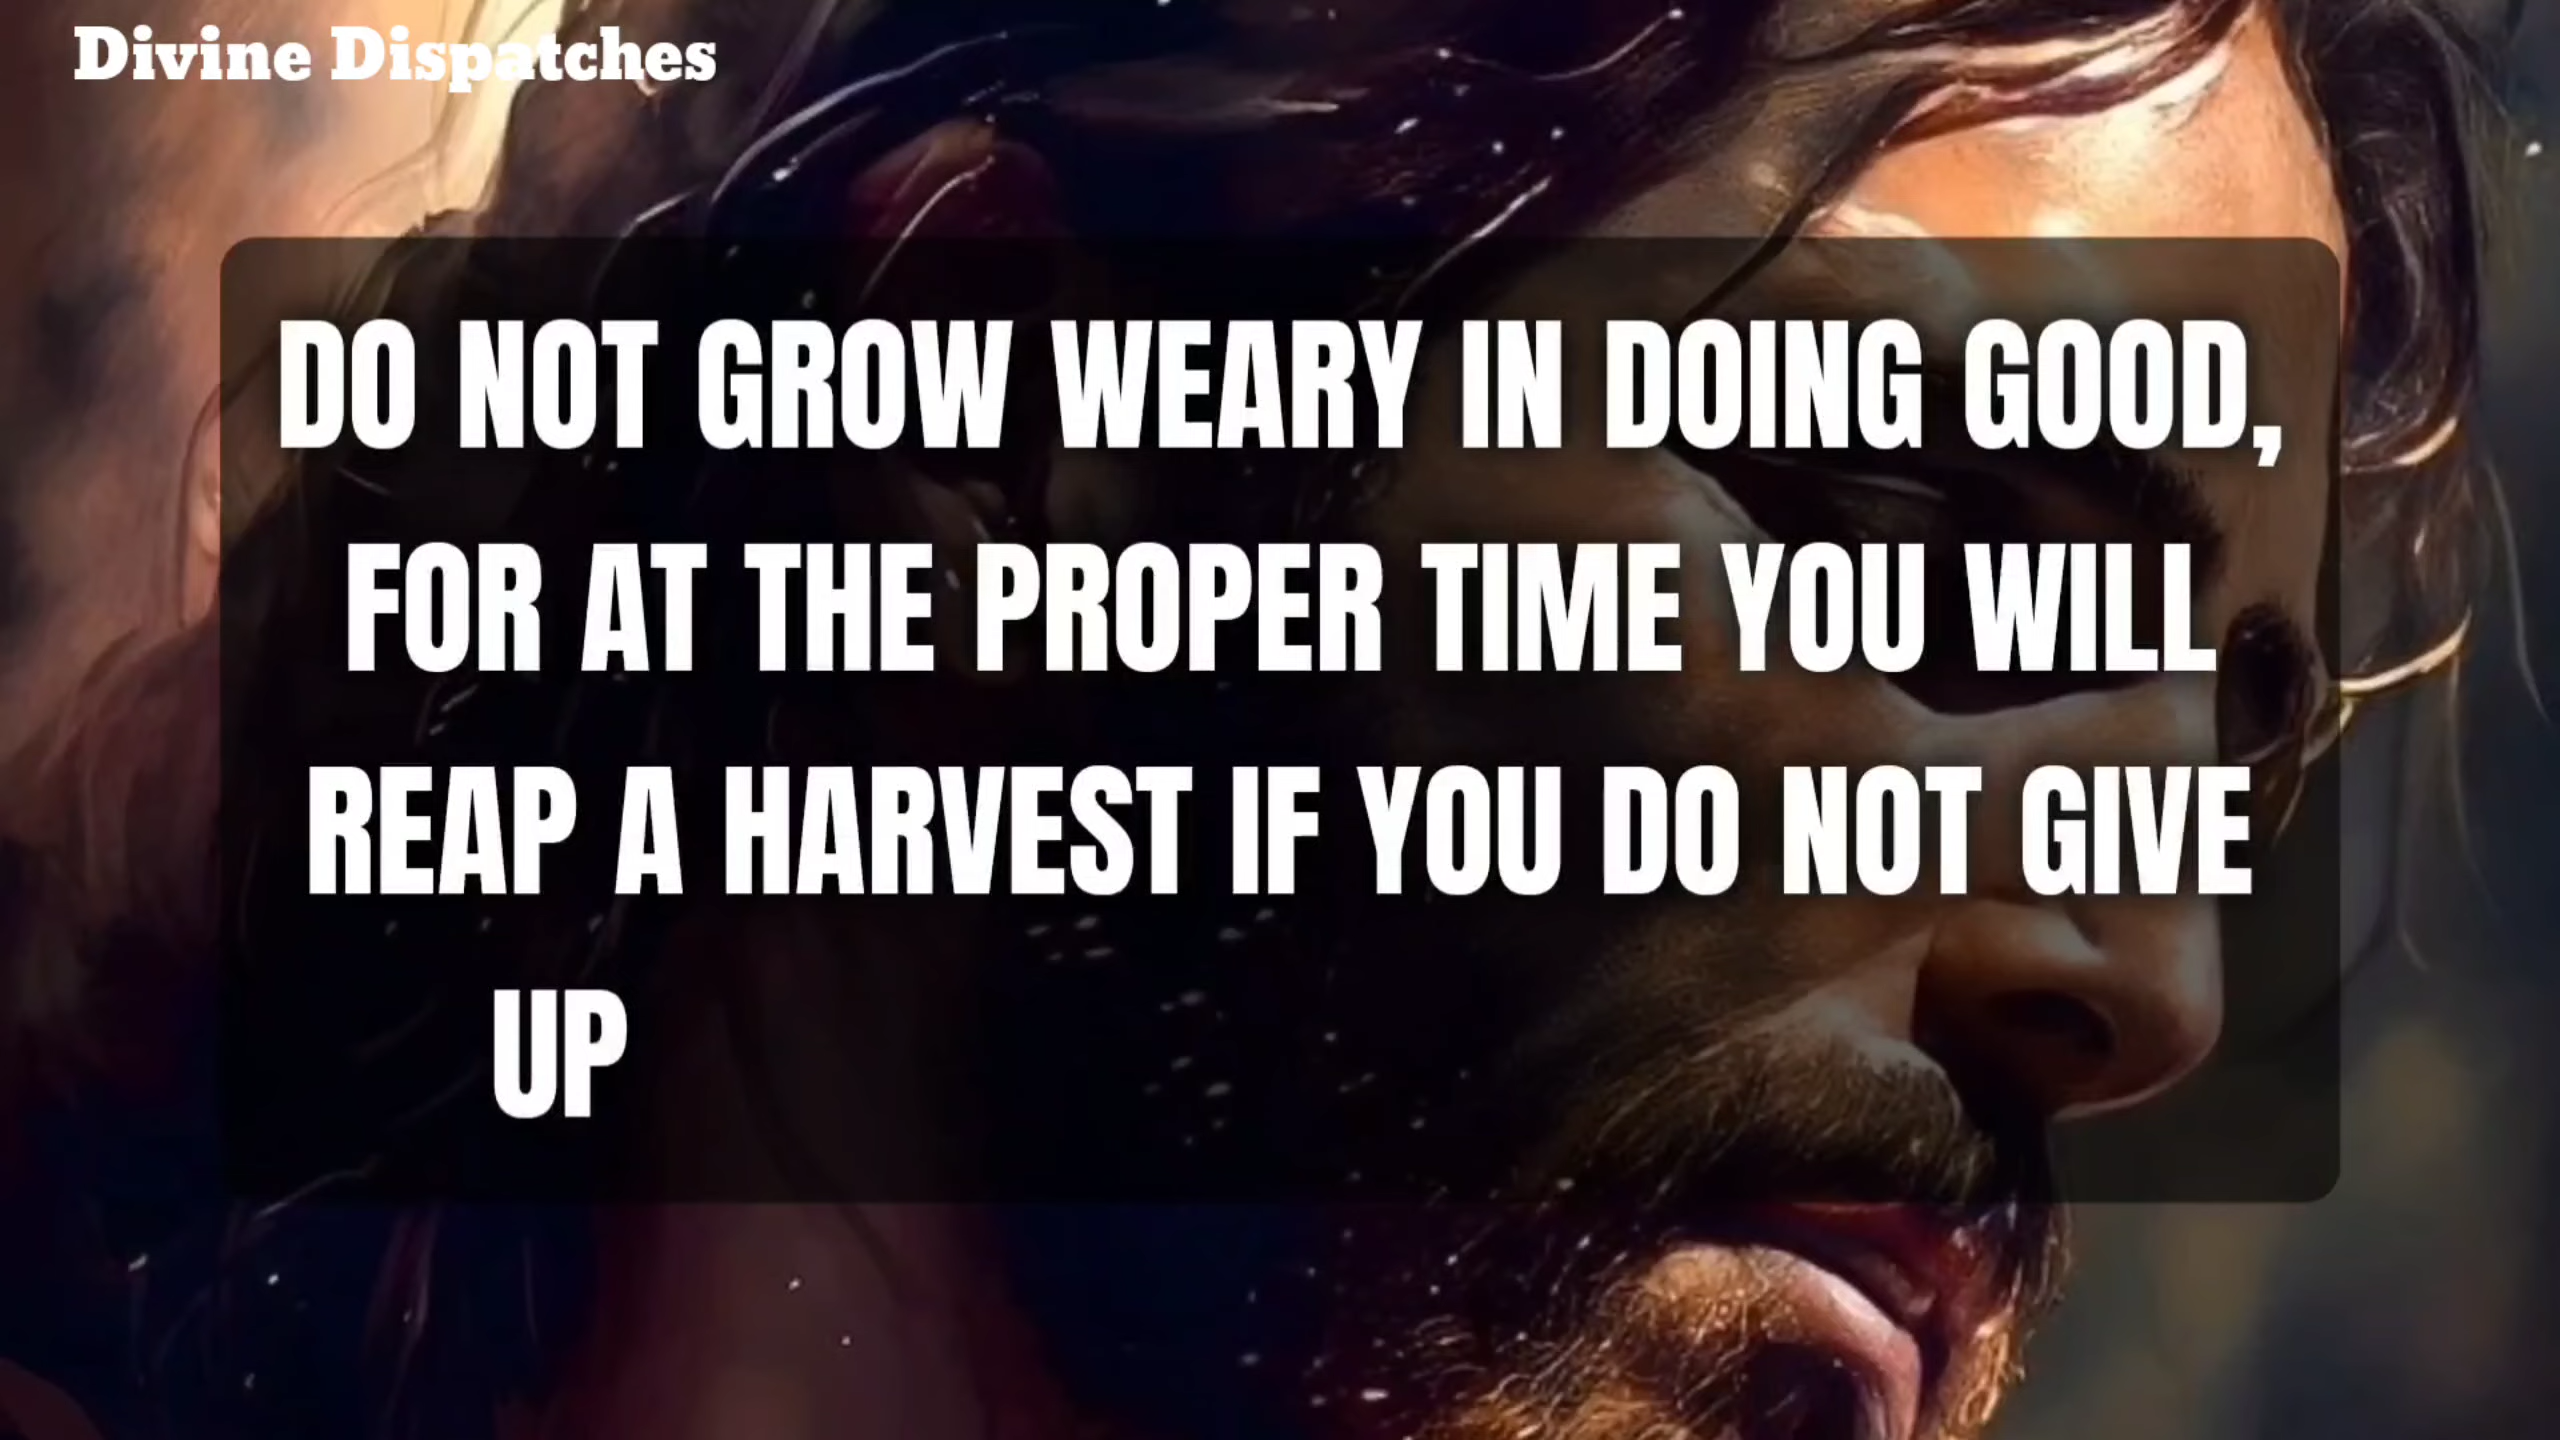 Divine Dispatches
DO NOT GROW WEARY IN DOING GOOD,
FOR AT THE PROPER TIME YOU WILL
REAP A HARVEST IF YOU DO NOT GIVE
UP